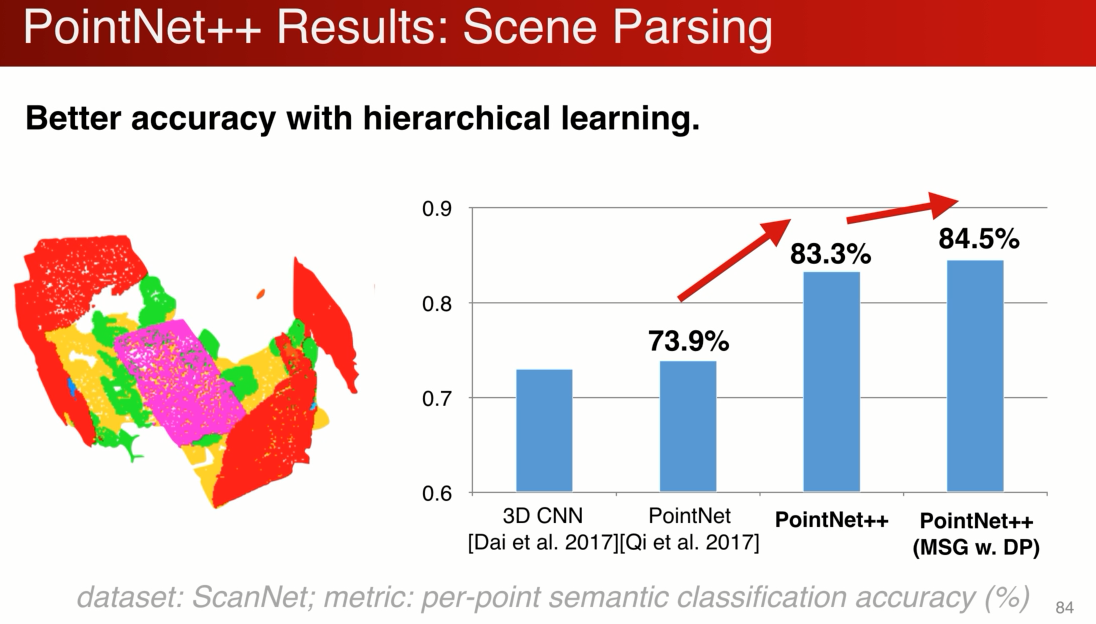 PointNet++ Results: Scene Parsing
Better accuracy with hierarchical learning.
0.9
0.8
0.7
0.6
73.9%
83.3%
84.5%
3D CNN
[Dai et al. 2017]
PointNet
[Qi et al. 2017]
PointNet++
PointNet++
(MSG w. DP)
dataset: ScanNet; metric: per-point semantic classification accuracy (%)
84